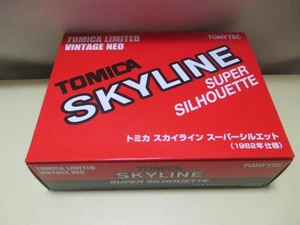 TOMICA LIMITED
VINTAGE NEO
TOMYTEC
TOMICA
SKYLINE
SUPER
SILHOUETTE
トミカ スカイライン スーパーシルエット
(1982年仕様)
TOMICA LIMITED
VINTAGE NEO
TOMYTEC
TOMICA
SKYLINE
SUPER SILHOUETTE